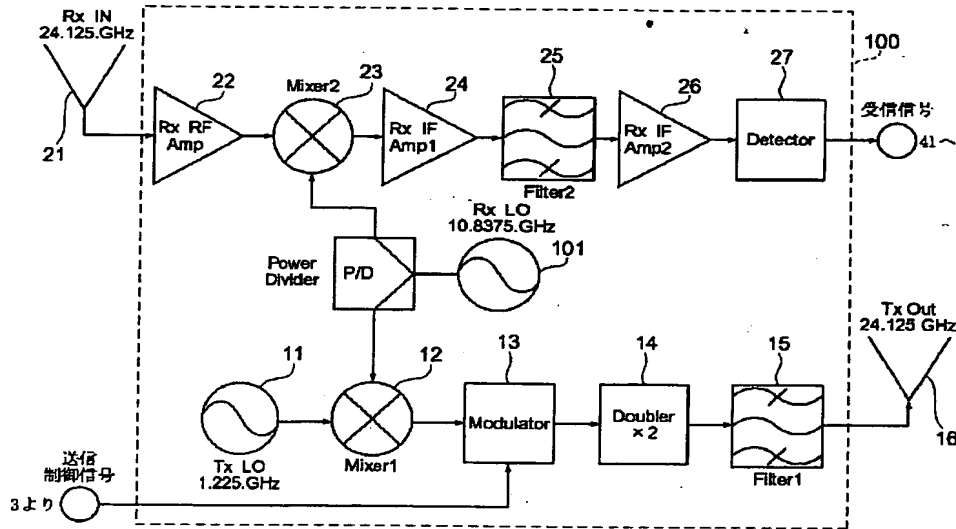 Rx IN
24.125.GHz
21
22
Rx RF
Amp
Mixer2
23
24
Rx IF
Amp1
25
Filter2
26
Rx IF
Amp2
27
Detector
100
受信信号
41へ
Power
Divider
P/D
Rx LO
10.8375.GHz
101
11
Tx LO
1.225.GHz
12
Mixer1
13
Modulator
14
Doubler
×2
15
Filter1
Tx Out
24.125 GHz
16
送信
制御信号
3より